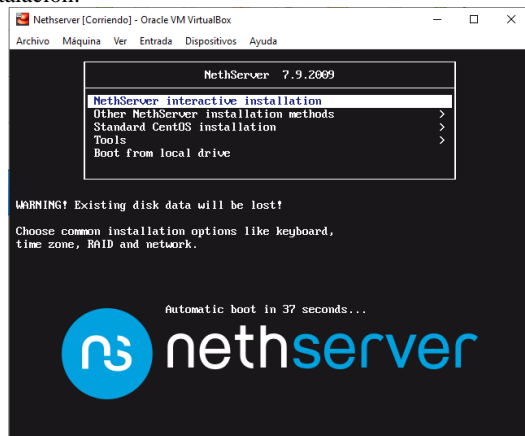 talación.
Nethserver [Corriendo] - Oracle VM VirtualBox
Archivo Máquina Ver Entrada Dispositivos Ayuda
NethServer 7.9.2009
NethServer interactive installation
Other NethServer installation methods >
Standard CentOS installation >
Tools >
Boot from local drive
WARNING! Existing disk data will be lost!
Choose common installation options like keyboard,
time zone, RAID and network.
Automatic boot in 37 seconds...
ns nethserver